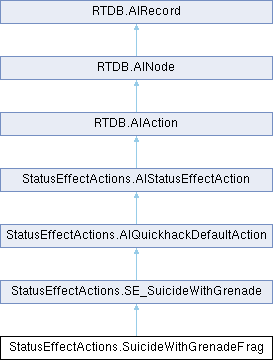 RTDB.AIRecord
RTDB.AINode
RTDB.AIAction
StatusEffectActions.AIStatusEffectAction
StatusEffectActions.AIQuickhackDefaultAction
StatusEffectActions.SE_SuicideWithGrenade
StatusEffectActions.SuicideWithGrenadeFrag